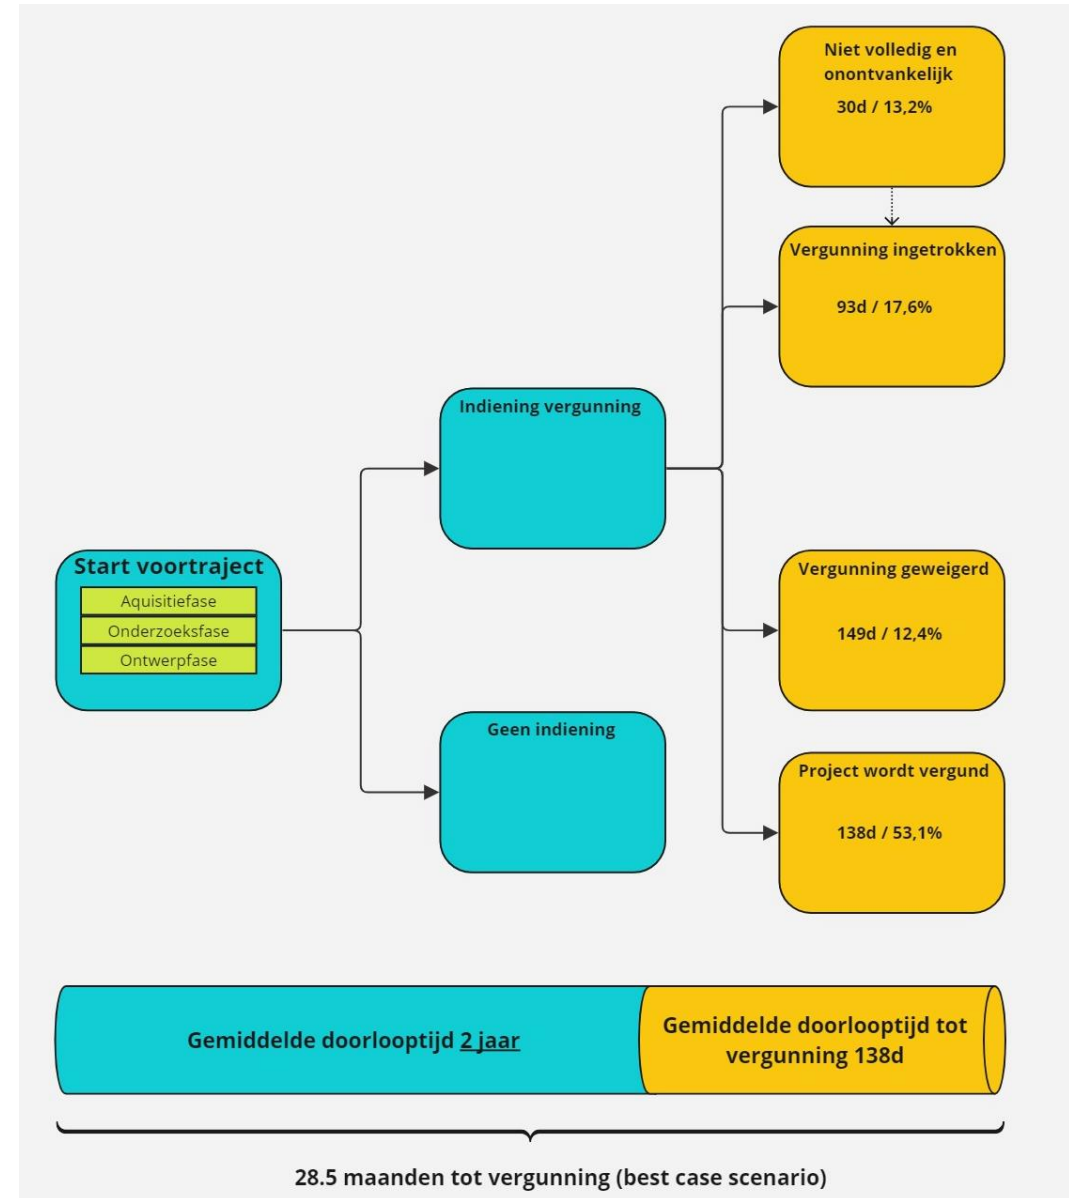 Niet volledig en
onontvankelijk
30d / 13,2%
Vergunning ingetrokken
93d / 17,6%
Indiening vergunning
Start voortraject
Aquisitiefase
Onderzoeksfase
Ontwerpfase
Vergunning geweigerd
149d / 12,4%
Geen indiening
Project wordt vergund
138d / 53,1%
Gemiddelde doorlooptijd 2 jaar
Gemiddelde doorlooptijd tot
vergunning 138d
28.5 maanden tot vergunning (best case scenario)